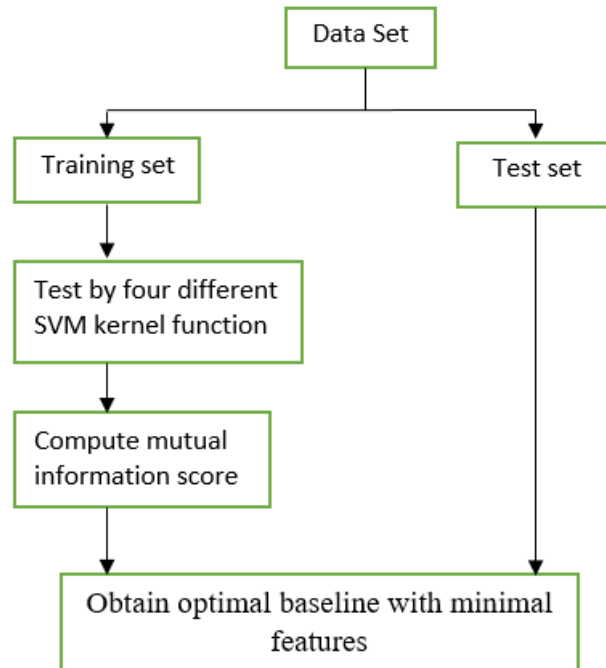 Data Set
Training set
Test set
Test by four different
SVM kernel function
Compute mutual
information score
Obtain optimal baseline with minimal
features